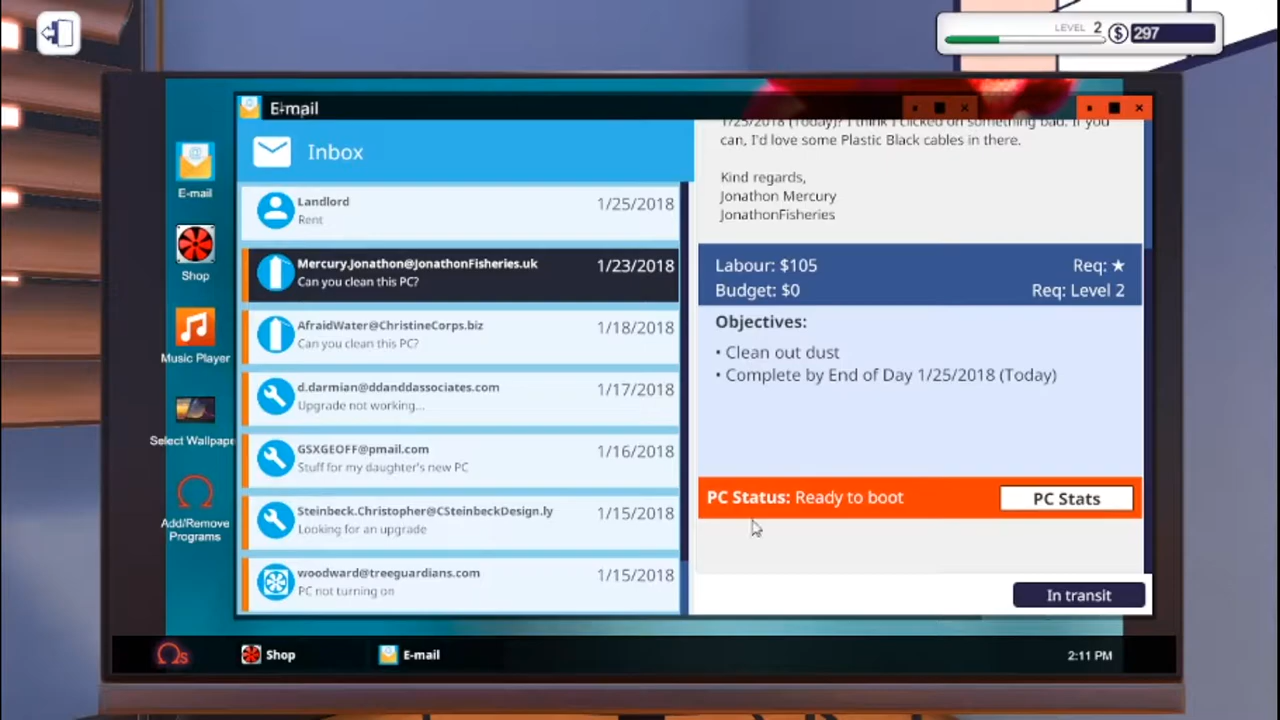 LEVEL 2
$ 297
E-mail
Inbox
Landlord
Rent
1/25/2018
Mercury.Jonathon@JonathonFisheries.uk
Can you clean this PC?
1/23/2018
AfraidWater@ChristineCorps.biz
Can you clean this PC?
1/18/2018
d.darmian@ddanddassociates.com
Upgrade not working...
1/17/2018
GSXGEOFF@pmail.com
Stuff for my daughter's new PC
1/16/2018
Steinbeck.Christopher@CSteinbeckDesign.ly
Looking for an upgrade
1/15/2018
woodward@treeguardians.com
PC not turning on
1/15/2018
1/25/2018 (Today)? I think I clicked on something bad. If you
can, I'd love some Plastic Black cables in there.
Kind regards,
Jonathon Mercury
JonathonFisheries
Labour: $105
Req: ★
Budget: $0
Req: Level 2
Objectives:
• Clean out dust
• Complete by End of Day 1/25/2018 (Today)
PC Status: Ready to boot
PC Stats
In transit
E-mail
Shop
Music Player
Select Wallpape
Add/Remove
Programs
Ωs
Shop
E-mail
2:11 PM